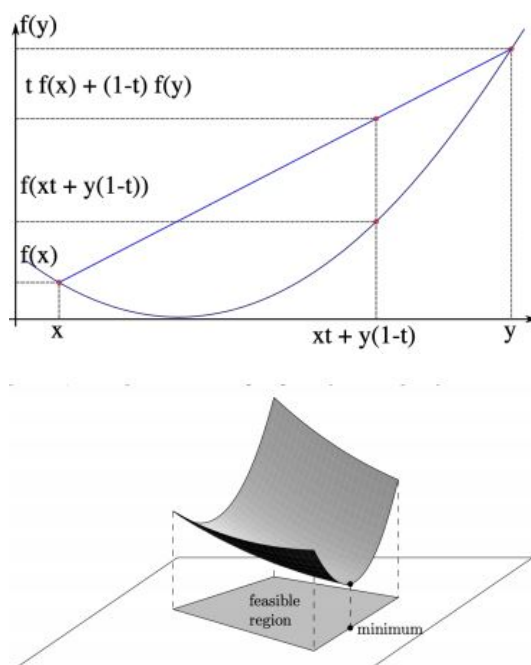 f(y)
t f(x) + (1-t) f(y)
f(xt + y(1-t))
f(x)
x
xt + y(1-t)
y
feasible
region
minimum